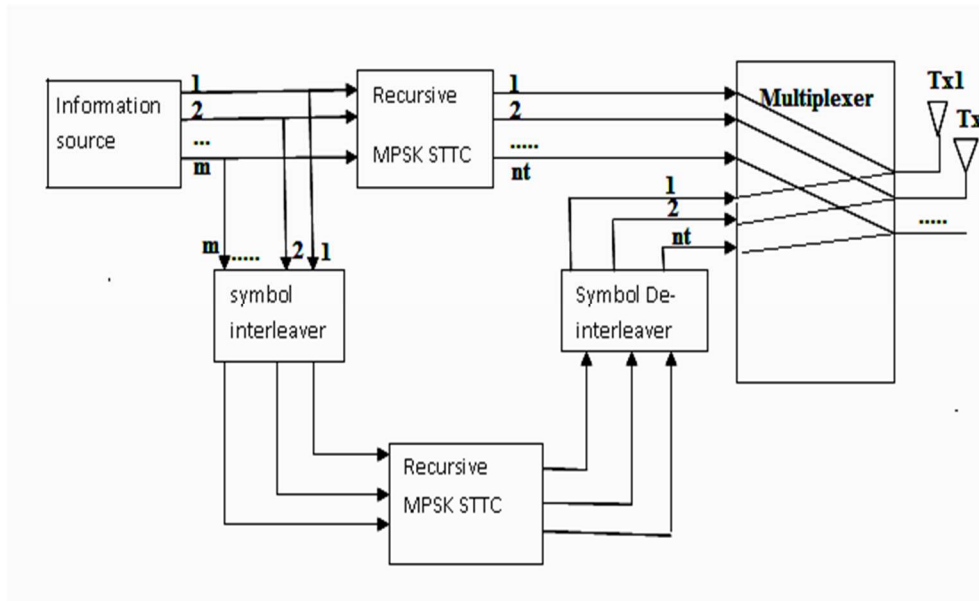 Information
source
1
2
...
m
Recursive
MPSK STTC
1
2
.....
nt
Multiplexer
Tx1
Tx
.....
1
2
nt
m
.....
2
1
symbol
interleaver
Symbol De-
interleaver
Recursive
MPSK STTC